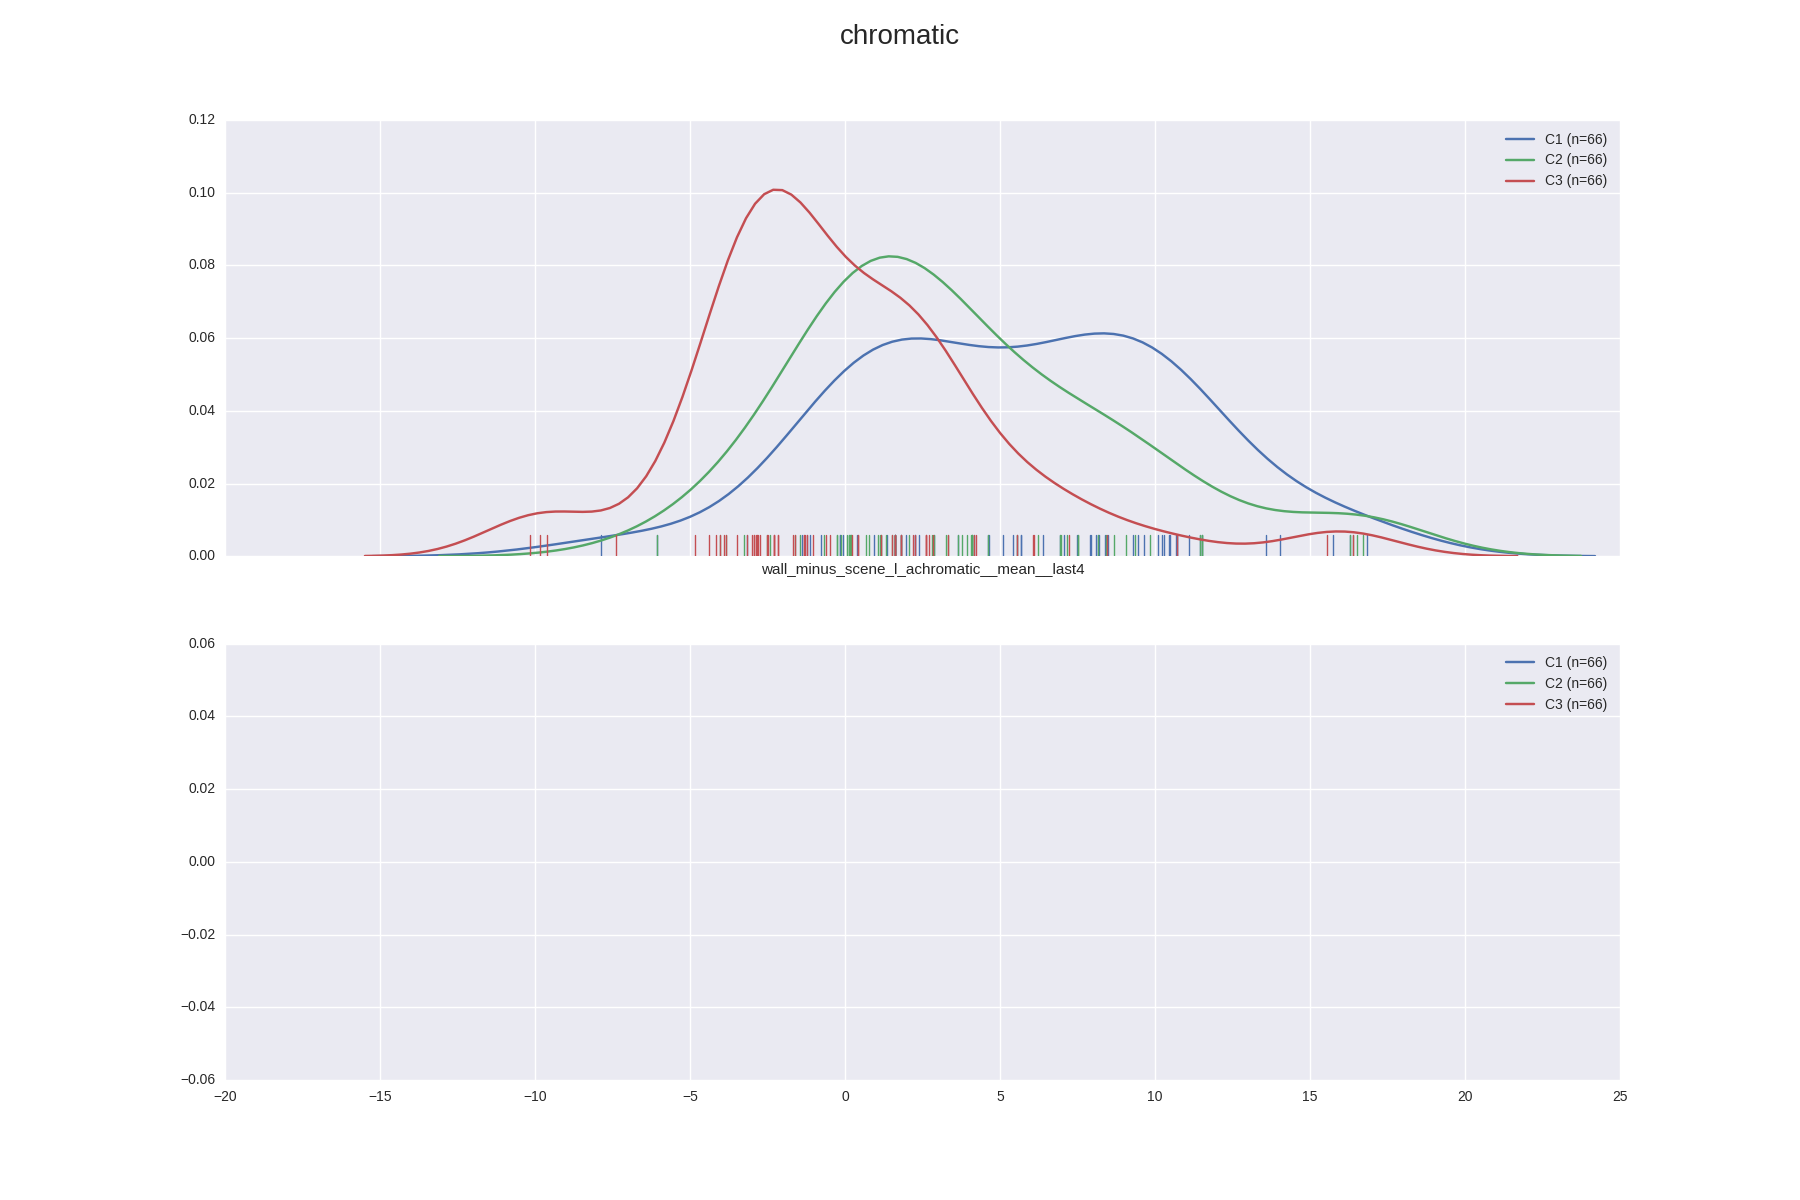 chromatic
0.12
0.10
0.08
0.06
0.04
0.02
0.00
C1 (n=66)
C2 (n=66)
C3 (n=66)
wall_minus_scene_l_achromatic__mean__last4
0.06
0.04
0.02
0.00
−0.02
−0.04
−0.06
C1 (n=66)
C2 (n=66)
C3 (n=66)
−20 −15 −10 −5 0 5 10 15 20 25